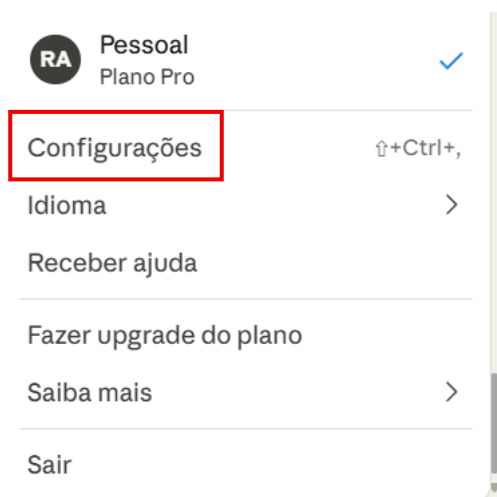 RA
Pessoal
Plano Pro
Configurações
⇧+Ctrl+,
Idioma
Receber ajuda
Fazer upgrade do plano
Saiba mais
Sair